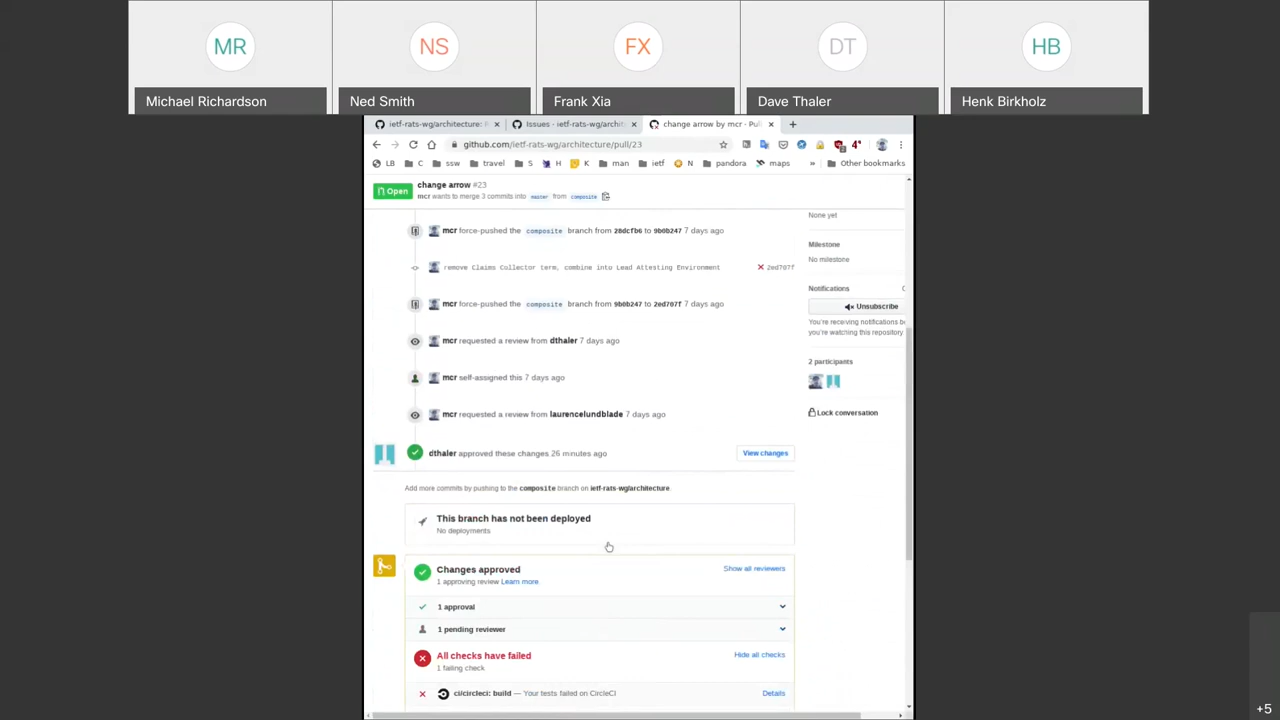 MR
NS
FX
DT
HB
Michael Richardson
Ned Smith
Frank Xia
Dave Thaler
Henk Birkholz
ietf-rats-wg/architecture: P
Issues · ietf-rats-wg/archit
change arrow by mcr · Pull
github.com/ietf-rats-wg/architecture/pull/23
LB
C
ssw
travel
S
H
K
man
ietf
N
pandora
maps
»
Other bookmarks
Open
change arrow #23
mcr wants to merge 3 commits into master from composite
None yet
mcr force-pushed the composite branch from 28dcfb6 to 9b0b247 7 days ago
Milestone
No milestone
remove Claims Collector term, combine into Lead Attesting Environment
2ed707f
Notifications
mcr force-pushed the composite branch from 9b0b247 to 2ed707f 7 days ago
Unsubscribe
You're receiving notifications be
you're watching this repository.
mcr requested a review from dthaler 7 days ago
2 participants
mcr self-assigned this 7 days ago
mcr requested a review from laurencelundblade 7 days ago
Lock conversation
dthaler approved these changes 26 minutes ago
View changes
Add more commits by pushing to the composite branch on ietf-rats-wg/architecture.
This branch has not been deployed
No deployments
Changes approved
Show all reviewers
1 approving review Learn more.
1 approval
1 pending reviewer
All checks have failed
Hide all checks
1 failing check
ci/circleci: build — Your tests failed on CircleCI
Details
+5